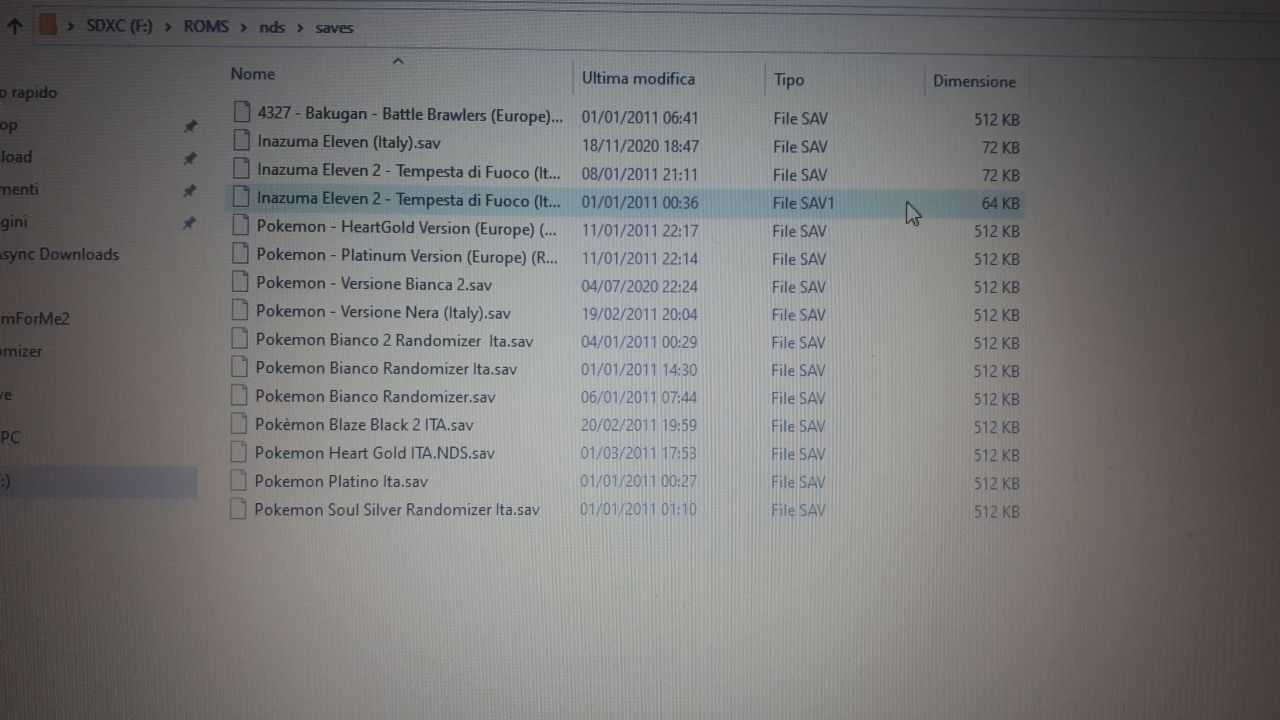 SDXC (F:) > ROMS > nds > saves
Nome Ultima modifica Tipo Dimensione
o rapido
4327 - Bakugan - Battle Brawlers (Europe)... 01/01/2011 06:41 File SAV 512 KB
op
Inazuma Eleven (Italy).sav 18/11/2020 18:47 File SAV 72 KB
load
Inazuma Eleven 2 - Tempesta di Fuoco (It... 08/01/2011 21:11 File SAV 72 KB
menti
Inazuma Eleven 2 - Tempesta di Fuoco (It... 01/01/2011 00:36 File SAV1 64 KB
gini
Pokemon - HeartGold Version (Europe) (... 11/01/2011 22:17 File SAV 512 KB
async Downloads
Pokemon - Platinum Version (Europe) (R... 11/01/2011 22:14 File SAV 512 KB
Pokemon - Versione Bianca 2.sav 04/07/2020 22:24 File SAV 512 KB
mForMe2
Pokemon - Versione Nera (Italy).sav 19/02/2011 20:04 File SAV 512 KB
omizer
Pokemon Bianco 2 Randomizer Ita.sav 04/01/2011 00:29 File SAV 512 KB
Pokemon Bianco Randomizer Ita.sav 01/01/2011 14:30 File SAV 512 KB
ve
Pokemon Bianco Randomizer.sav 06/01/2011 07:44 File SAV 512 KB
PC
Pokèmon Blaze Black 2 ITA.sav 20/02/2011 19:59 File SAV 512 KB
Pokemon Heart Gold ITA.NDS.sav 01/03/2011 17:53 File SAV 512 KB
:)
Pokemon Platino Ita.sav 01/01/2011 00:27 File SAV 512 KB
Pokemon Soul Silver Randomizer Ita.sav 01/01/2011 01:10 File SAV 512 KB